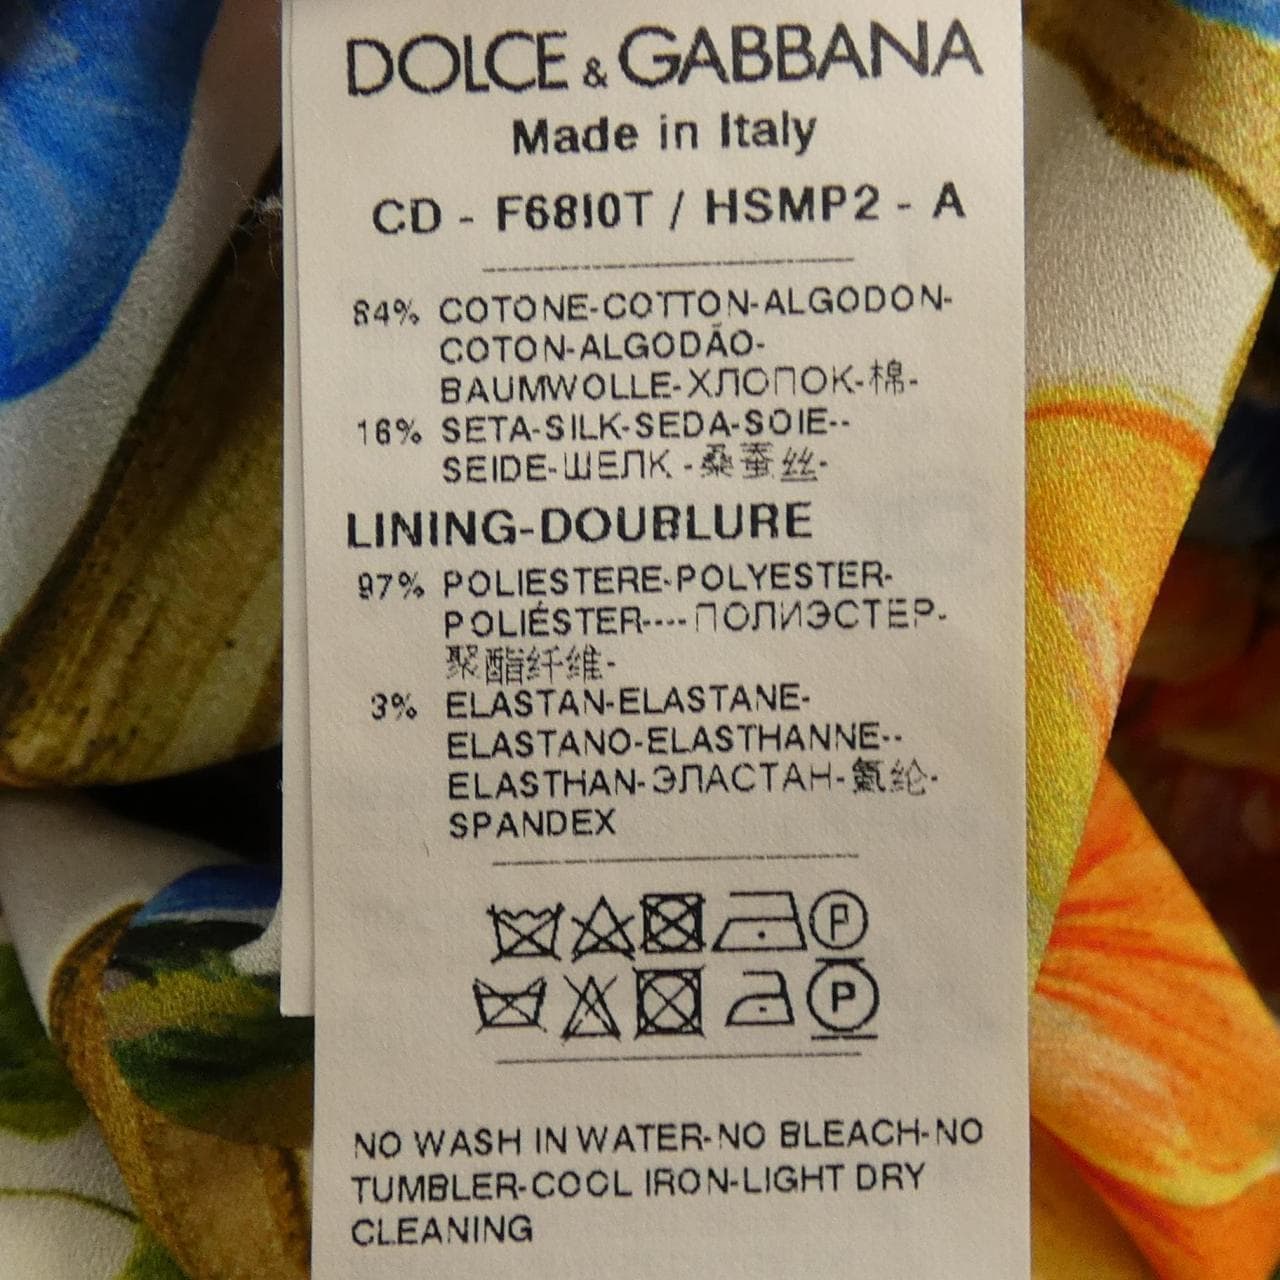 DOLCE & GABBANA
Made in Italy
CD - F68I0T / HSMP2 - A
84% COTONE-COTTON-ALGODON-
COTON-ALGODÃO-
BAUMWOLLE-ХЛОПОК-棉-
16% SETA-SILK-SEDA-SOIE--
SEIDE-ШЕЛК -桑蚕丝-
LINING-DOUBLURE
97% POLIESTERE-POLYESTER-
POLIÉSTER----ПОЛИЭСТЕР-
聚酯纤维-
3% ELASTAN-ELASTANE-
ELASTANO-ELASTHANNE--
ELASTHAN-ЭЛАСТАН-氨纶-
SPANDEX
P
P
NO WASH IN WATER-NO BLEACH-NO
TUMBLER-COOL IRON-LIGHT DRY
CLEANING